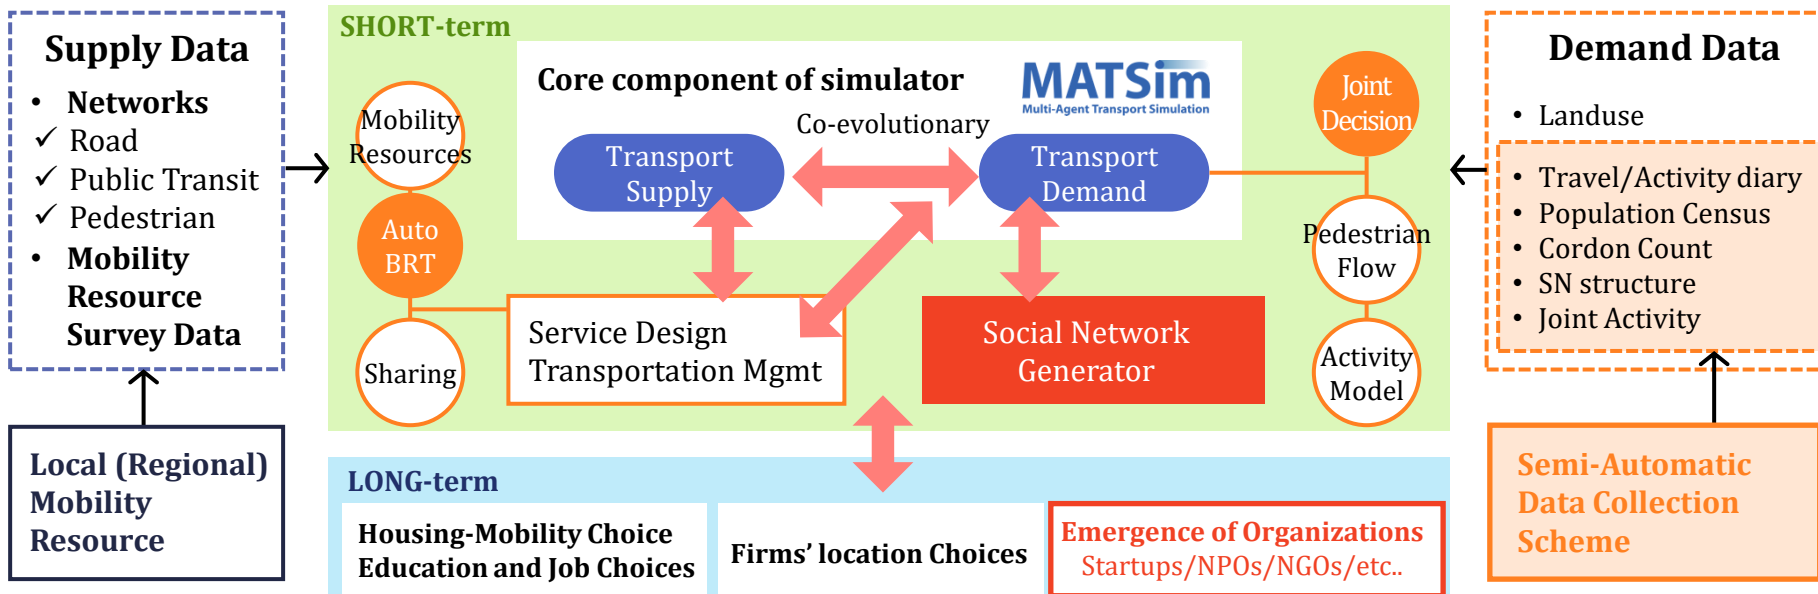 Supply Data
• Networks
✓ Road
✓ Public Transit
✓ Pedestrian
• Mobility
Resource
Survey Data
Local (Regional)
Mobility
Resource
SHORT-term
Core component of simulator
MATSim
Multi-Agent Transport Simulation
Co-evolutionary
Transport
Supply
Transport
Demand
Mobility
Resources
Auto
BRT
Sharing
Service Design
Transportation Mgmt
Social Network
Generator
Joint
Decision
Pedestrian
Flow
Activity
Model
LONG-term
Housing-Mobility Choice
Education and Job Choices
Firms’ location Choices
Emergence of Organizations
Startups/NPOs/NGOs/etc..
Demand Data
• Landuse
• Travel/Activity diary
• Population Census
• Cordon Count
• SN structure
• Joint Activity
Semi-Automatic
Data Collection
Scheme